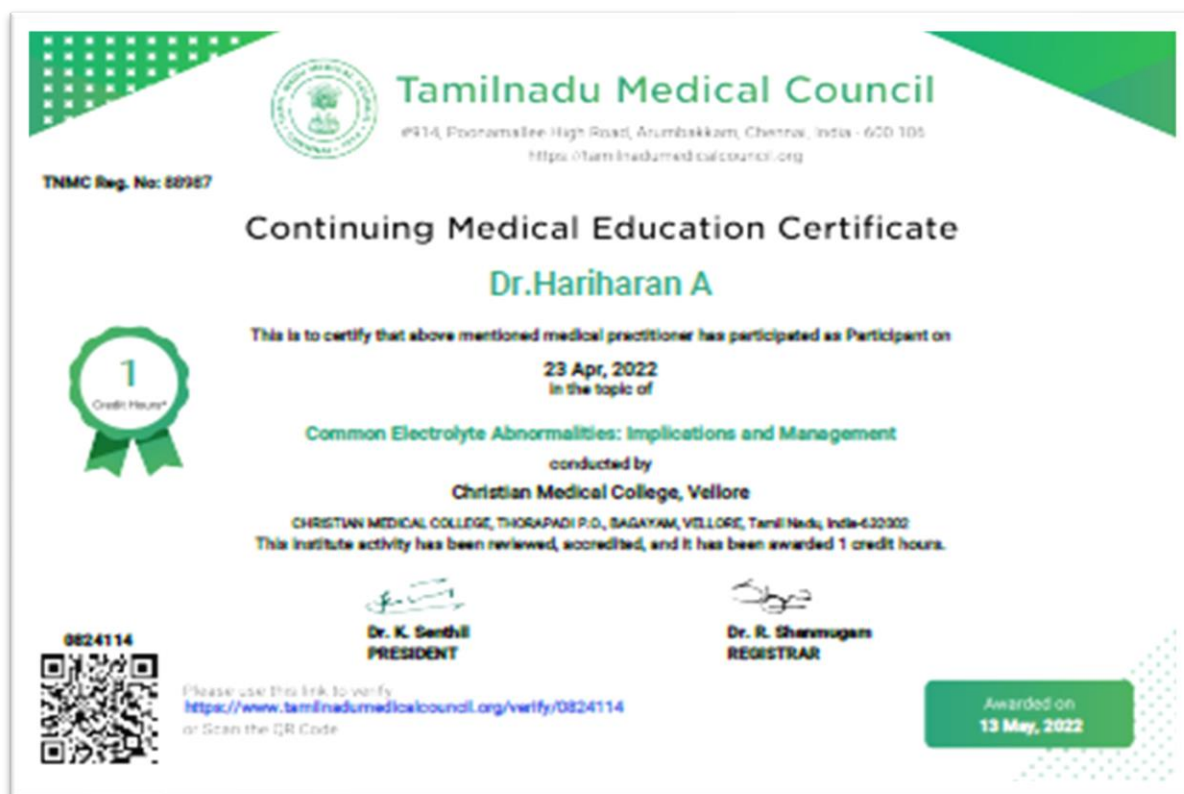 Tamilnadu Medical Council
#914, Poonamallee High Road, Arumbakkam, Chennai, India - 600 106
https://tamilnadumedicalcouncil.org
TNMC Reg. No: 88987
Continuing Medical Education Certificate
Dr.Hariharan A
This is to certify that above mentioned medical practitioner has participated as Participant on
23 Apr, 2022
in the topic of
1
Credit Hours*
Common Electrolyte Abnormalities: Implications and Management
conducted by
Christian Medical College, Vellore
CHRISTIAN MEDICAL COLLEGE, THORAPADI P.O., BAGAYAM, VELLORE, Tamil Nadu, India-632002
This institute activity has been reviewed, accredited, and it has been awarded 1 credit hours.
Dr. K. Senthil
PRESIDENT
Dr. R. Shanmugam
REGISTRAR
0824114
Please use this link to verify
https://www.tamilnadumedicalcouncil.org/verify/0824114
or Scan the QR Code
Awarded on
13 May, 2022